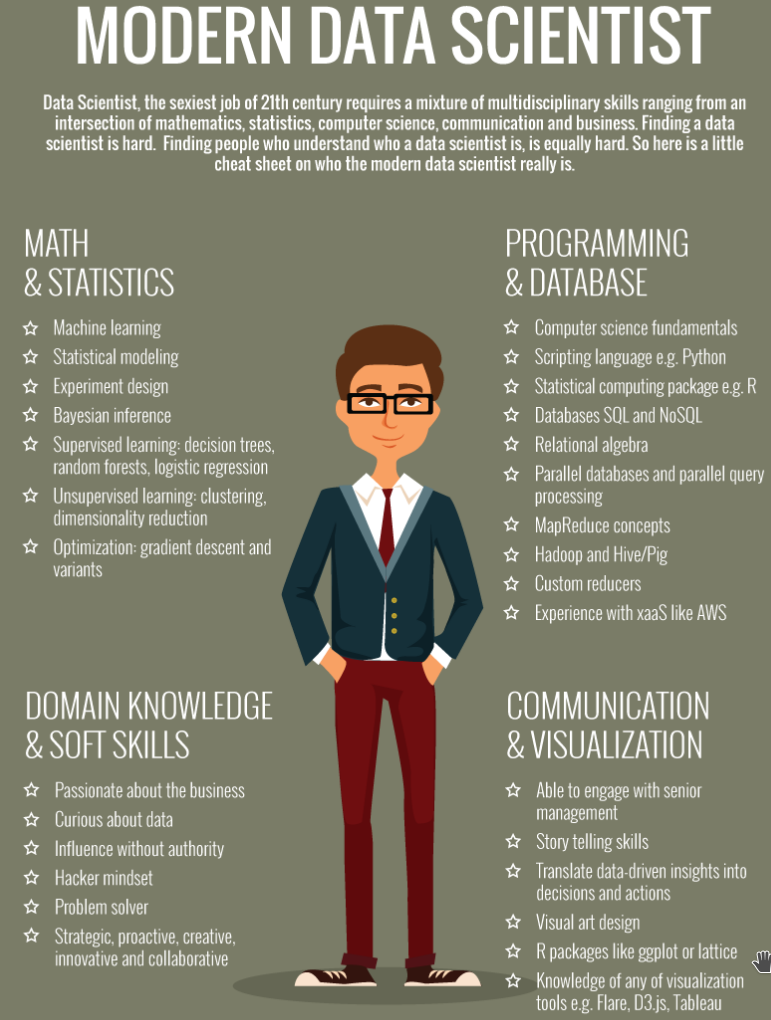 MODERN DATA SCIENTIST
Data Scientist, the sexiest job of 21th century requires a mixture of multidisciplinary skills ranging from an
intersection of mathematics, statistics, computer science, communication and business. Finding a data
scientist is hard. Finding people who understand who a data scientist is, is equally hard. So here is a little
cheat sheet on who the modern data scientist really is.
MATH
& STATISTICS
Machine learning
Statistical modeling
Experiment design
Bayesian inference
Supervised learning: decision trees,
random forests, logistic regression
Unsupervised learning: clustering,
dimensionality reduction
Optimization: gradient descent and
variants
PROGRAMMING
& DATABASE
Computer science fundamentals
Scripting language e.g. Python
Statistical computing package e.g. R
Databases SQL and NoSQL
Relational algebra
Parallel databases and parallel query
processing
MapReduce concepts
Hadoop and Hive/Pig
Custom reducers
Experience with xaaS like AWS
DOMAIN KNOWLEDGE
& SOFT SKILLS
Passionate about the business
Curious about data
Influence without authority
Hacker mindset
Problem solver
Strategic, proactive, creative,
innovative and collaborative
COMMUNICATION
& VISUALIZATION
Able to engage with senior
management
Story telling skills
Translate data-driven insights into
decisions and actions
Visual art design
R packages like ggplot or lattice
Knowledge of any of visualization
tools e.g. Flare, D3.js, Tableau